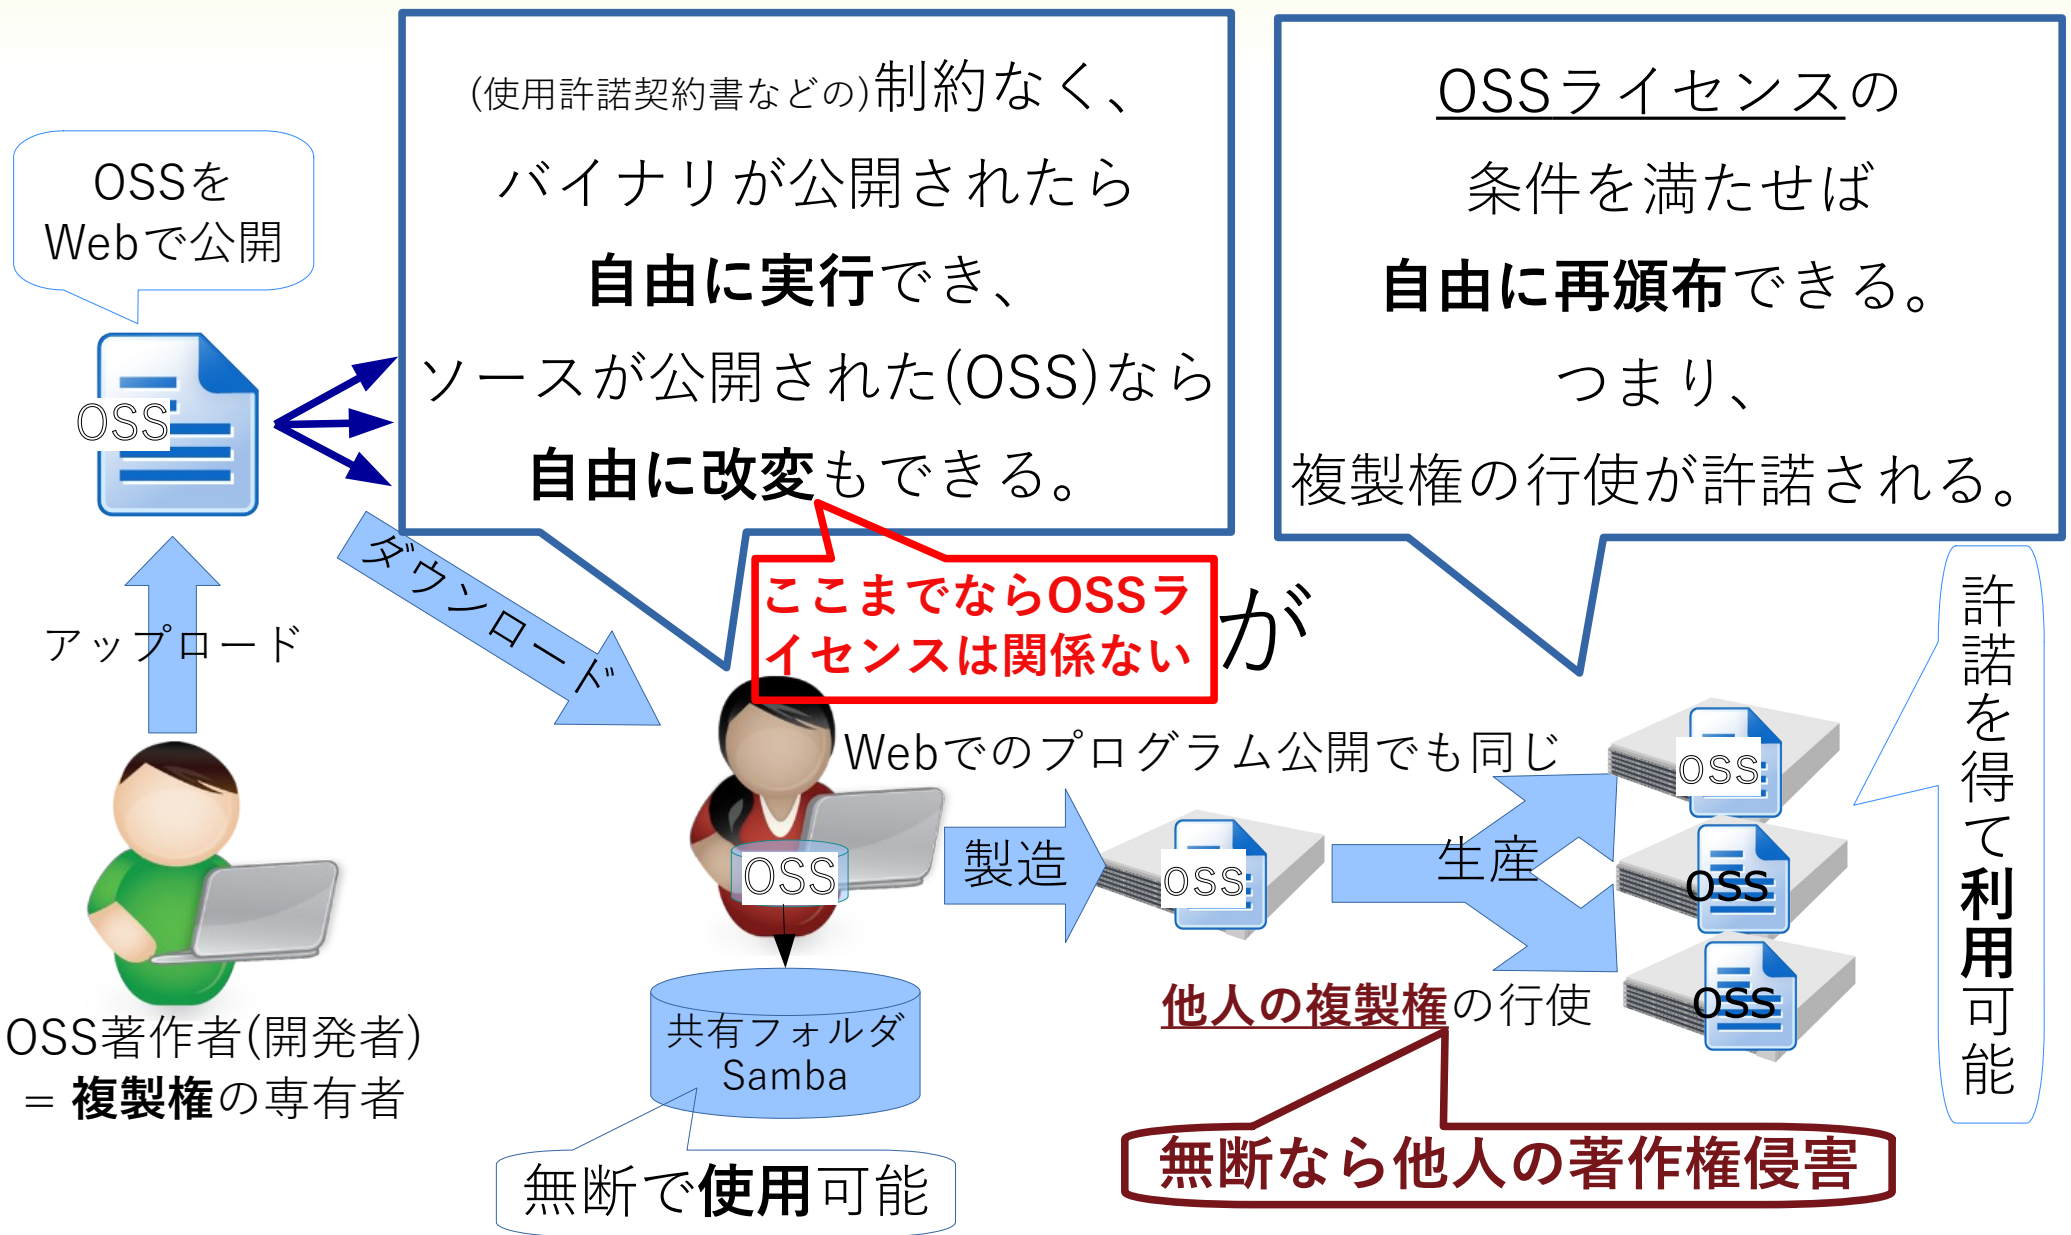 (使用許諾契約書などの)制約なく、
バイナリが公開されたら
自由に実行でき、
ソースが公開された(OSS)なら
自由に改変もできる。
OSSライセンスの
条件を満たせば
自由に再頒布できる。
つまり、
複製権の行使が許諾される。
OSSを
Webで公開
OSS
ダウンロード
アップロード
ここまでならOSSラ
イセンスは関係ない
が
許諾を得て利用可能
Webでのプログラム公開でも同じ
OSS
製造
OSS
生産
OSS
OSS
OSS
他人の複製権の行使
OSS著作者(開発者)
= 複製権の専有者
共有フォルダ
Samba
無断で使用可能
無断なら他人の著作権侵害